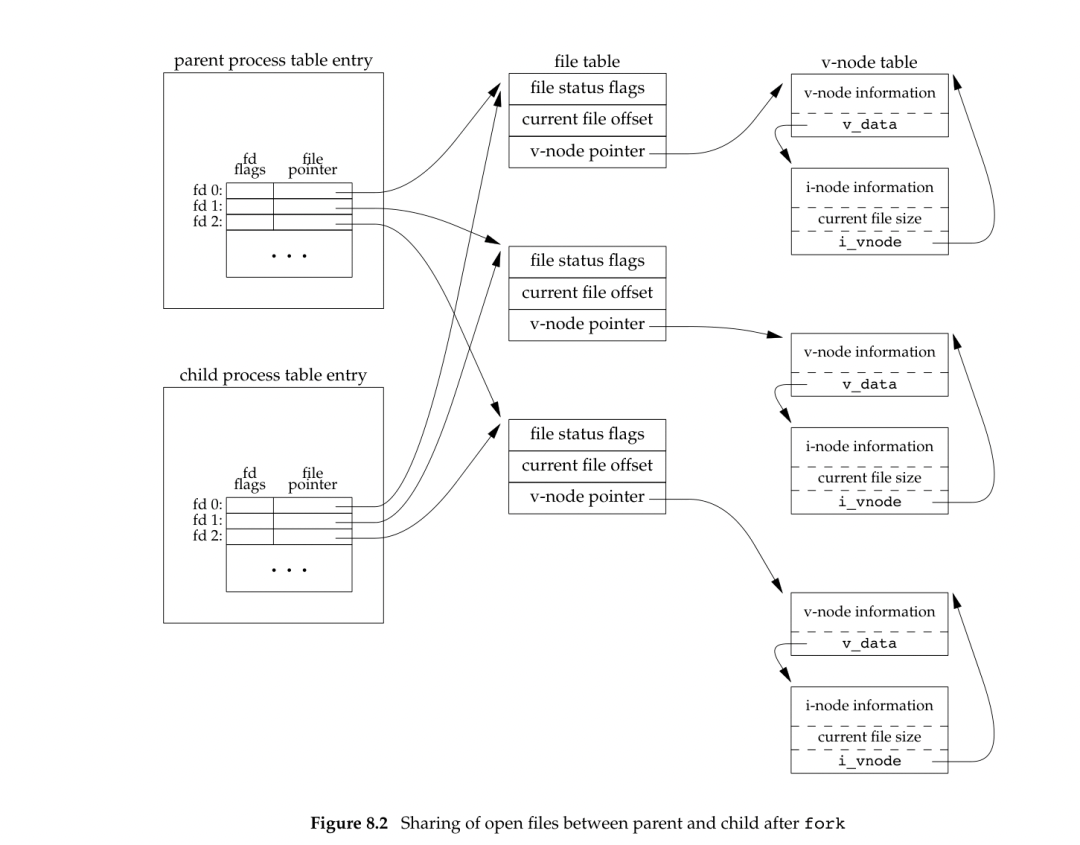 parent process table entry
fd
flags
file
pointer
fd 0:
fd 1:
fd 2:
. . .
child process table entry
fd
flags
file
pointer
fd 0:
fd 1:
fd 2:
. . .
file table
file status flags
current file offset
v-node pointer
file status flags
current file offset
v-node pointer
file status flags
current file offset
v-node pointer
v-node table
v-node information
v_data
i-node information
current file size
i_vnode
v-node information
v_data
i-node information
current file size
i_vnode
v-node information
v_data
i-node information
current file size
i_vnode
Figure 8.2 Sharing of open files between parent and child after fork